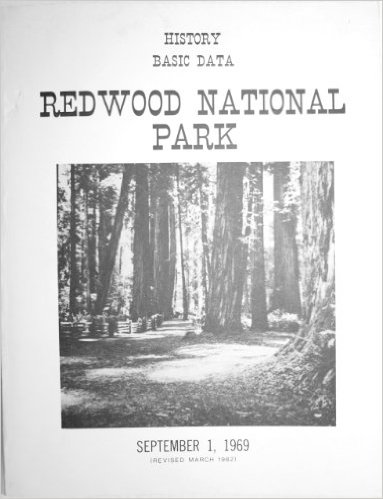 HISTORY
BASIC DATA
REDWOOD NATIONAL
PARK
SEPTEMBER 1, 1969
(REVISED MARCH 1982)